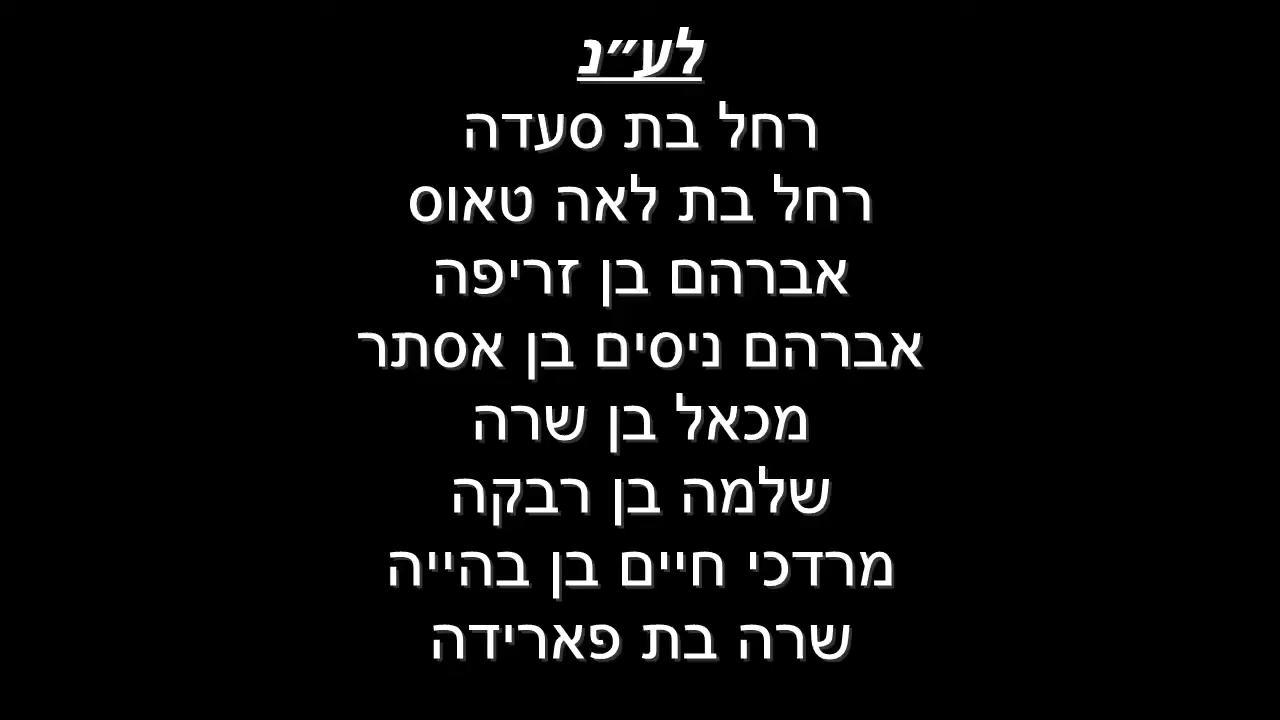 לע״נ
רחל בת סעדה
רחל בת לאה טאוס
אברהם בן זריפה
אברהם ניסים בן אסתר
מכאל בן שרה
שלמה בן רבקה
מרדכי חיים בן בהייה
שרה בת פארידה